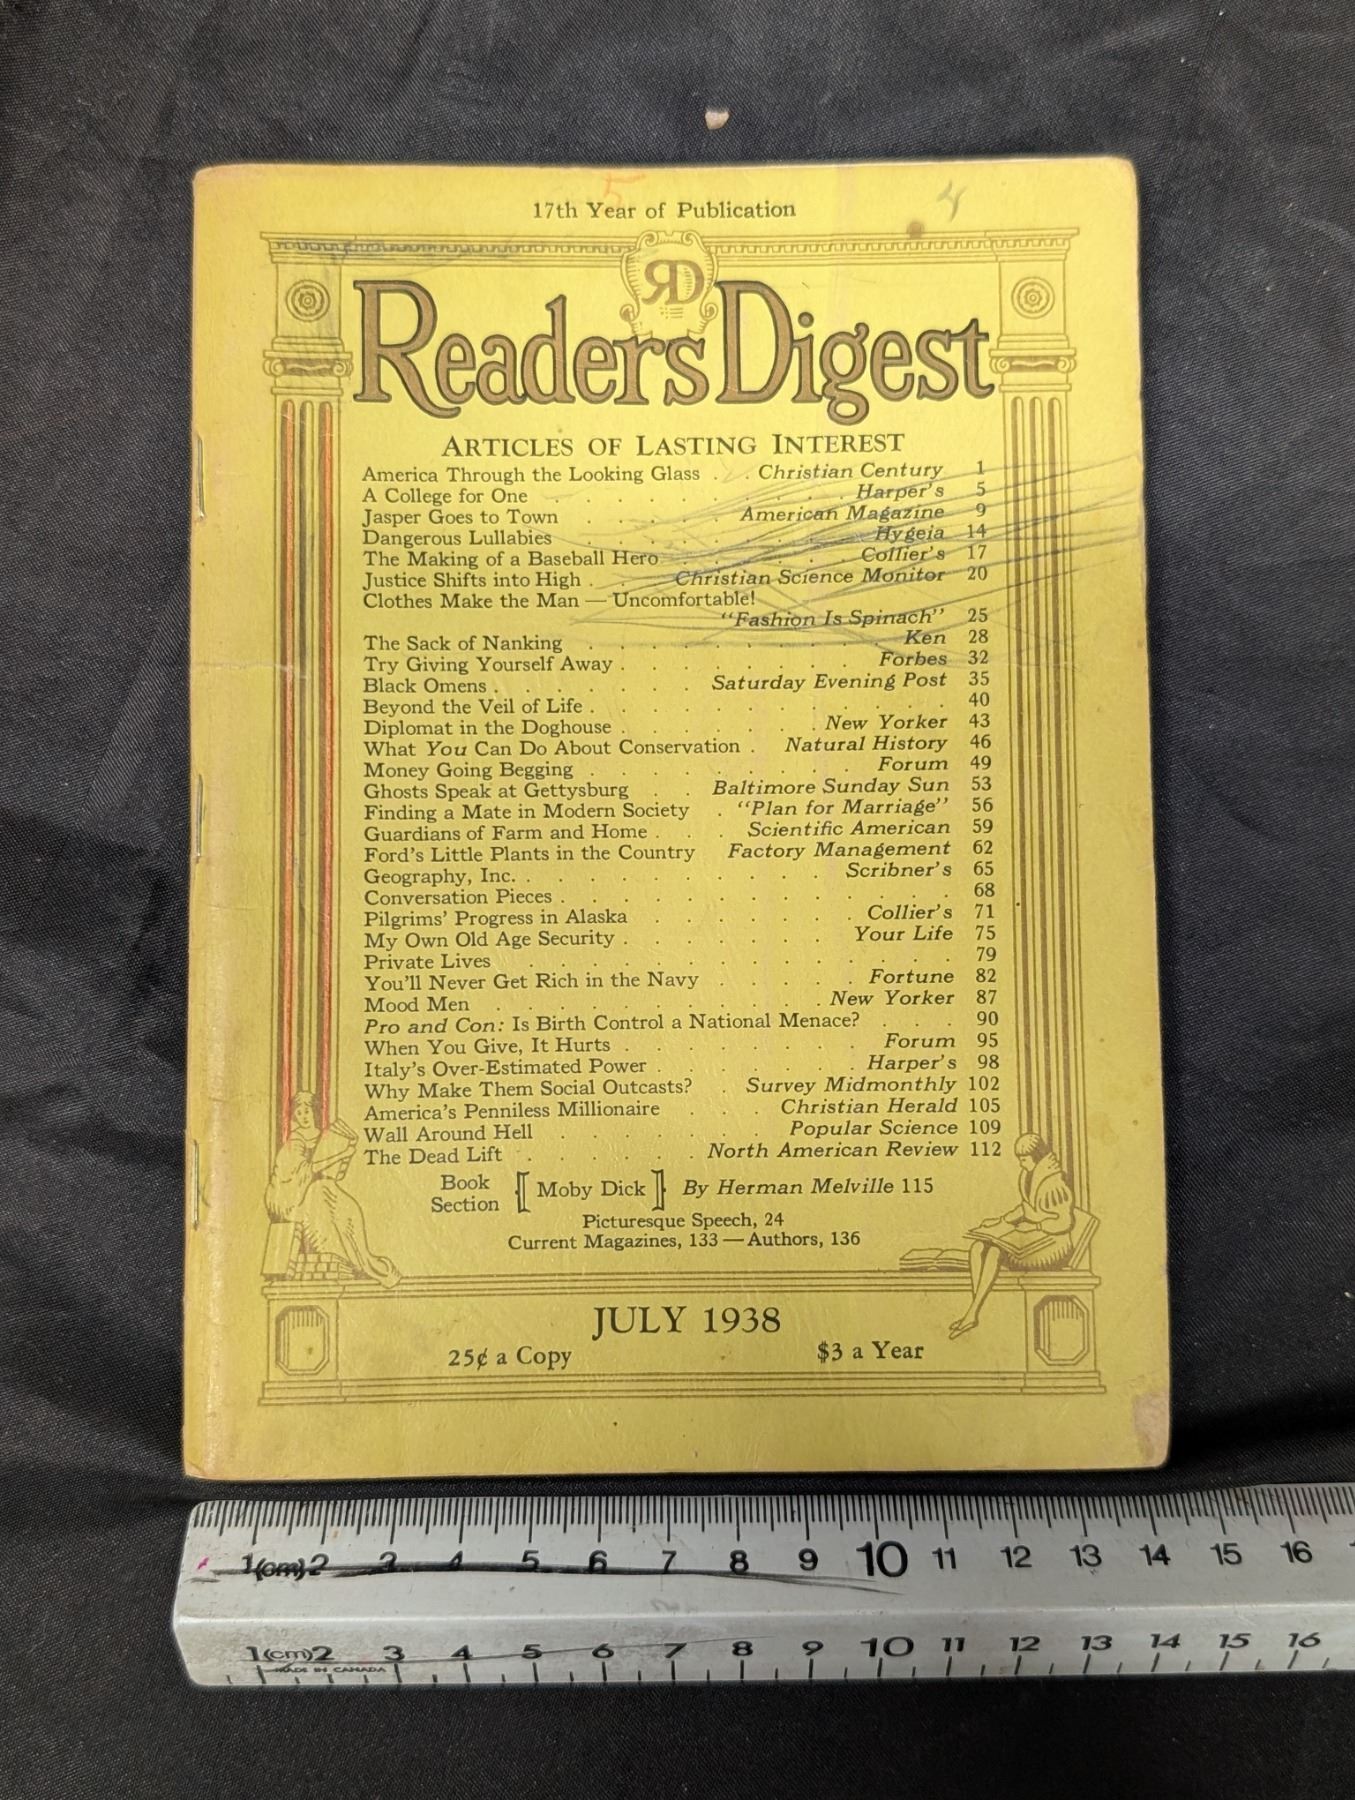 5
4
17th Year of Publication
RD
Readers Digest
ARTICLES OF LASTING INTEREST
America Through the Looking Glass . . Christian Century 1
A College for One . . . . . . . . . . Harper's 5
Jasper Goes to Town . . . . . American Magazine 9
Dangerous Lullabies . . . . . . . . . Hygeia 14
The Making of a Baseball Hero . . . . . . Collier's 17
Justice Shifts into High . . . Christian Science Monitor 20
Clothes Make the Man — Uncomfortable!
"Fashion Is Spinach" 25
The Sack of Nanking . . . . . . . . . . Ken 28
Try Giving Yourself Away . . . . . . . . Forbes 32
Black Omens . . . . . . . Saturday Evening Post 35
Beyond the Veil of Life . . . . . . . . . . . . 40
Diplomat in the Doghouse . . . . . . . New Yorker 43
What You Can Do About Conservation . Natural History 46
Money Going Begging . . . . . . . . Forum 49
Ghosts Speak at Gettysburg . . Baltimore Sunday Sun 53
Finding a Mate in Modern Society . "Plan for Marriage" 56
Guardians of Farm and Home . . . Scientific American 59
Ford's Little Plants in the Country Factory Management 62
Geography, Inc. . . . . . . . . . . Scribner's 65
Conversation Pieces . . . . . . . . . . . . . 68
Pilgrims' Progress in Alaska . . . . . . . Collier's 71
My Own Old Age Security . . . . . . . Your Life 75
Private Lives . . . . . . . . . . . . . . 79
You'll Never Get Rich in the Navy . . . . . Fortune 82
Mood Men . . . . . . . . . . . New Yorker 87
Pro and Con: Is Birth Control a National Menace? . . . 90
When You Give, It Hurts . . . . . . . . Forum 95
Italy's Over-Estimated Power . . . . . . . Harper's 98
Why Make Them Social Outcasts? . Survey Midmonthly 102
America's Penniless Millionaire . . . Christian Herald 105
Wall Around Hell . . . . . . Popular Science 109
The Dead Lift . . . . . . North American Review 112
Book Section [Moby Dick] By Herman Melville 115
Picturesque Speech, 24
Current Magazines, 133 — Authors, 136
JULY 1938
25¢ a Copy $3 a Year
1 (cm) 2 3 4 5 6 7 8 9 10 11 12 13 14 15 16
1 (cm) 2 3 4 5 6 7 8 9 10 11 12 13 14 15 16
MADE IN CANADA